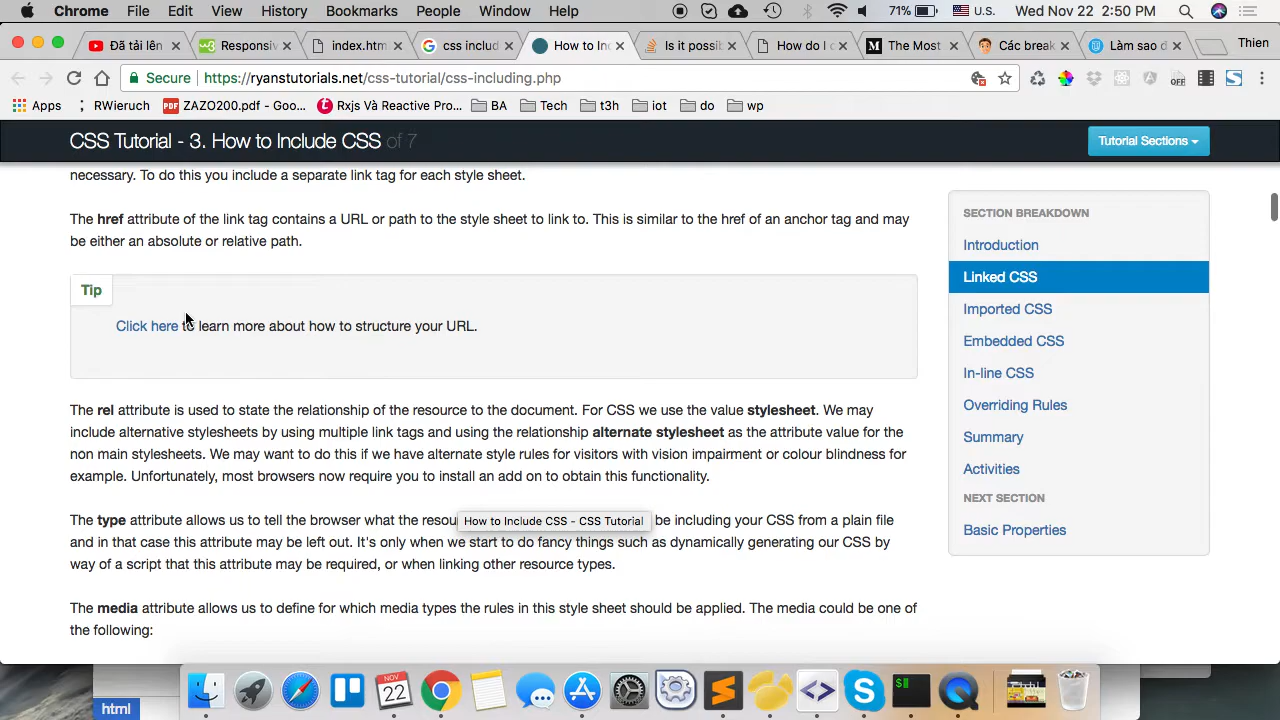 Chrome File Edit View History Bookmarks People Window Help 71% U.S. Wed Nov 22 2:50 PM
Đã tải lên Responsiv index.htm css includ How to Inc Is it possib How do I c The Most Các break Làm sao đ Thien
Secure https://ryanstutorials.net/css-tutorial/css-including.php
Apps RWieruch ZAZO200.pdf - Goo... Rxjs Và Reactive Pro... BA Tech t3h iot do wp
CSS Tutorial - 3. How to Include CSS of 7
Tutorial Sections
necessary. To do this you include a separate link tag for each style sheet.
The href attribute of the link tag contains a URL or path to the style sheet to link to. This is similar to the href of an anchor tag and may
be either an absolute or relative path.
Tip
Click here to learn more about how to structure your URL.
The rel attribute is used to state the relationship of the resource to the document. For CSS we use the value stylesheet. We may
include alternative stylesheets by using multiple link tags and using the relationship alternate stylesheet as the attribute value for the
non main stylesheets. We may want to do this if we have alternate style rules for visitors with vision impairment or colour blindness for
example. Unfortunately, most browsers now require you to install an add on to obtain this functionality.
The type attribute allows us to tell the browser what the resou How to Include CSS - CSS Tutorial be including your CSS from a plain file
and in that case this attribute may be left out. It's only when we start to do fancy things such as dynamically generating our CSS by
way of a script that this attribute may be required, or when linking other resource types.
The media attribute allows us to define for which media types the rules in this style sheet should be applied. The media could be one of
the following:
SECTION BREAKDOWN
Introduction
Linked CSS
Imported CSS
Embedded CSS
In-line CSS
Overriding Rules
Summary
Activities
NEXT SECTION
Basic Properties
NOV
22
html